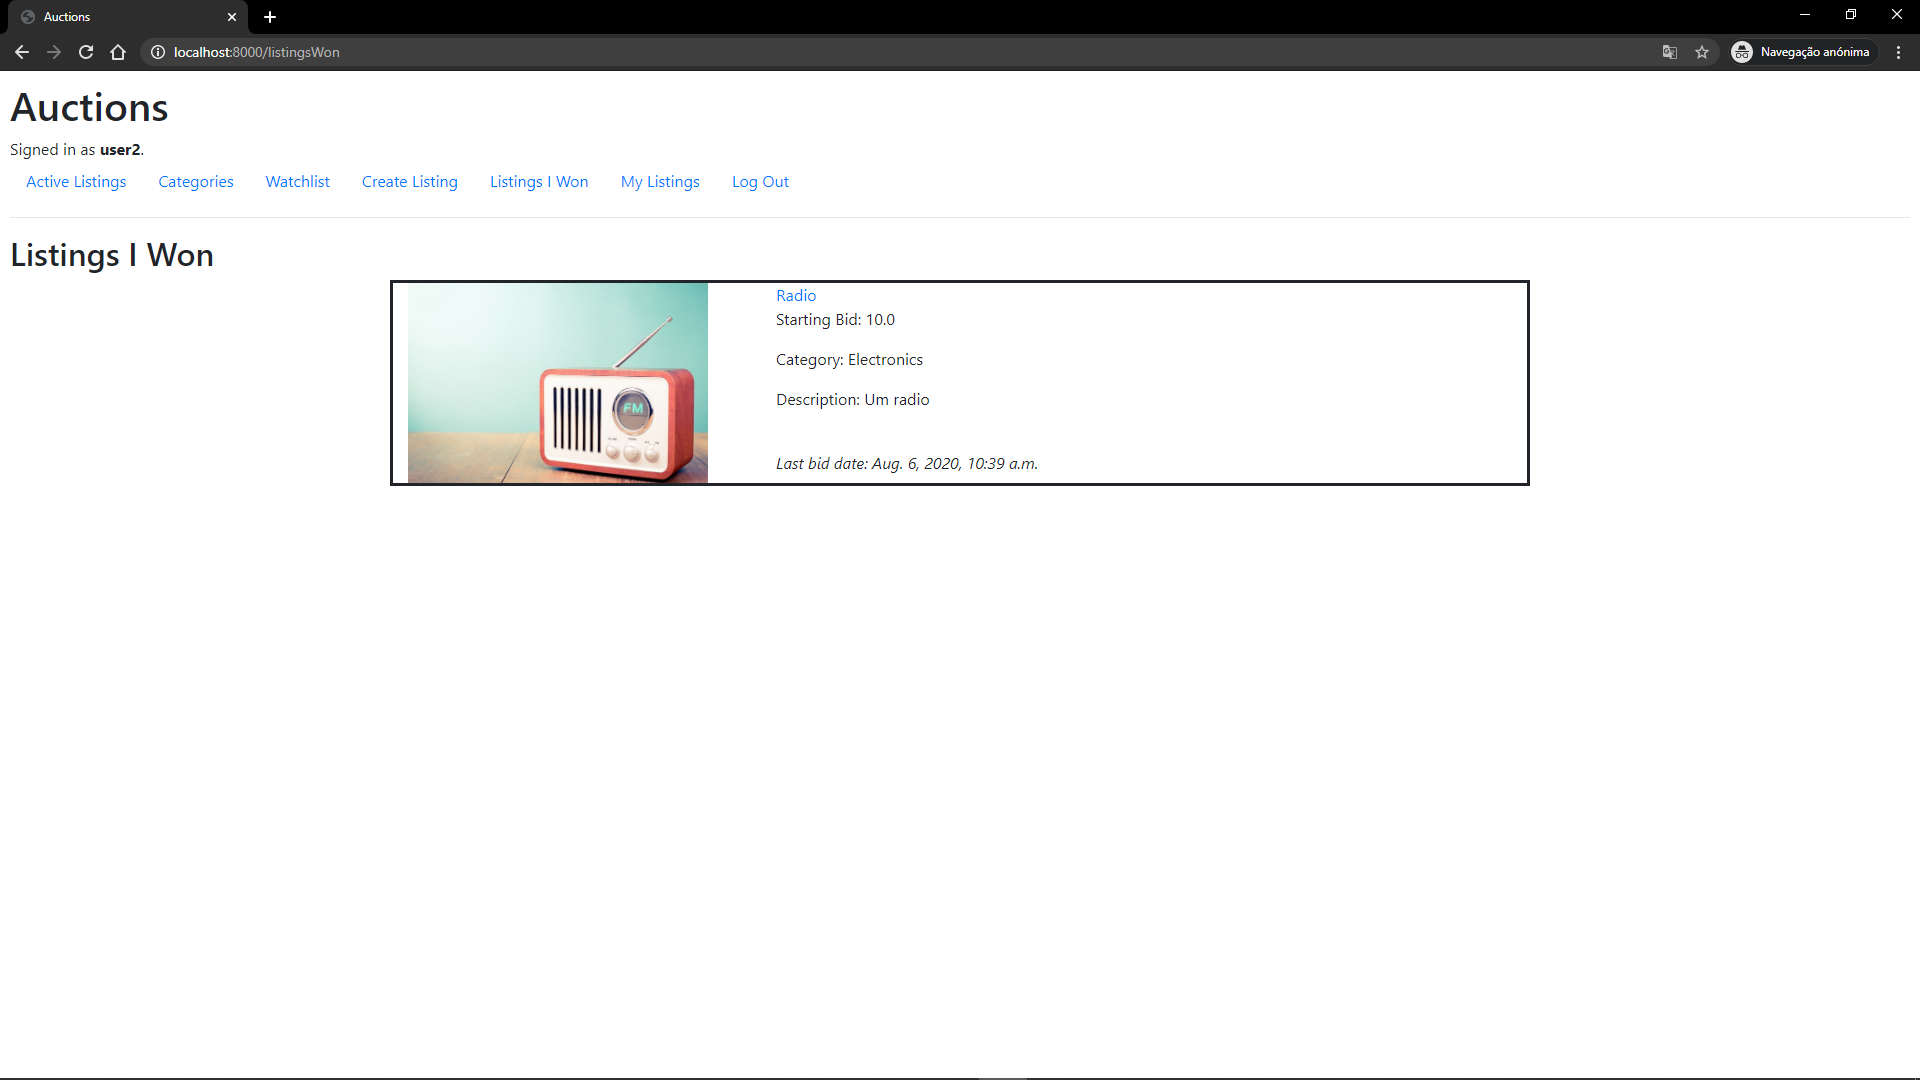 Auctions
localhost:8000/listingsWon
Navegação anónima
Auctions
Signed in as user2.
Active Listings Categories Watchlist Create Listing Listings I Won My Listings Log Out
Listings I Won
Radio
Starting Bid: 10.0
Category: Electronics
Description: Um radio
Last bid date: Aug. 6, 2020, 10:39 a.m.
FM